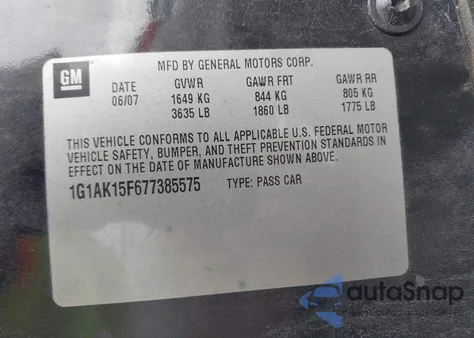 GM
MFD BY GENERAL MOTORS CORP.
DATE GVWR GAWR FRT GAWR RR
06/07 1649 KG 844 KG 805 KG
3635 LB 1860 LB 1775 LB
THIS VEHICLE CONFORMS TO ALL APPLICABLE U.S. FEDERAL MOTOR
VEHICLE SAFETY, BUMPER, AND THEFT PREVENTION STANDARDS IN
EFFECT ON THE DATE OF MANUFACTURE SHOWN ABOVE.
1G1AK15F677385575 TYPE: PASS CAR
autoSnap